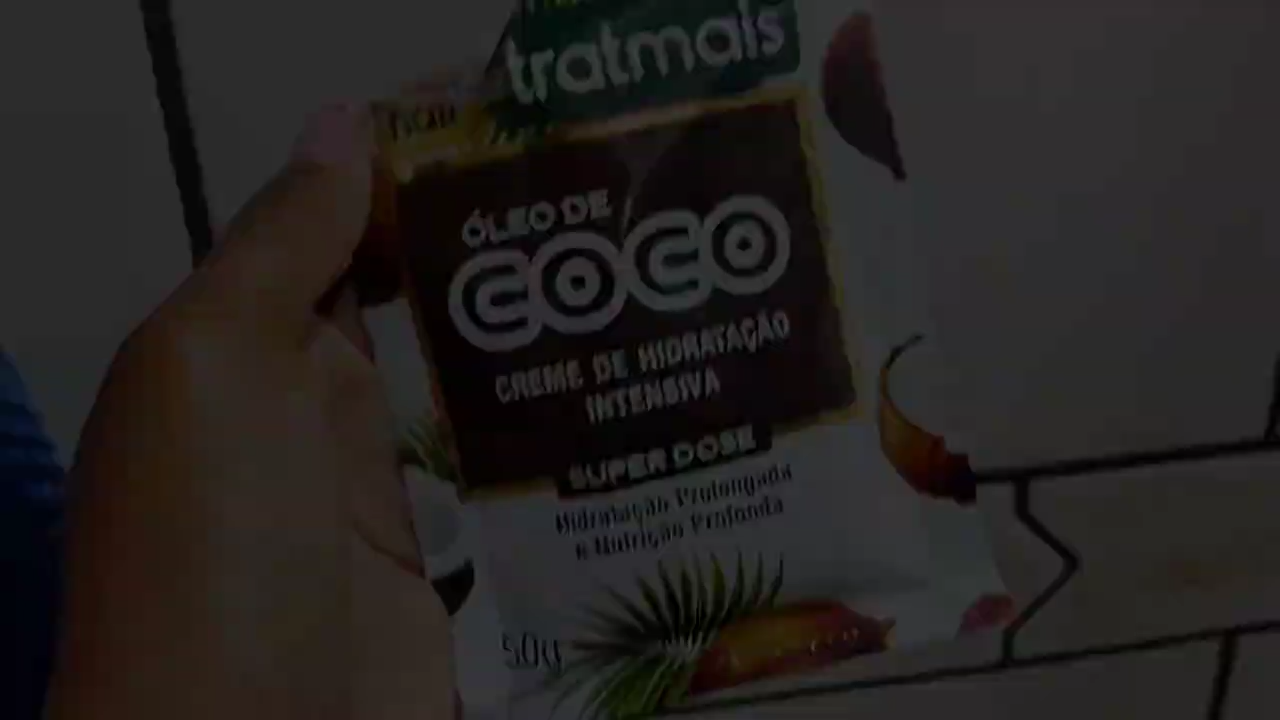 tratmais
ÓLEO DE
COCO
CREME DE HIDRATAÇÃO
INTENSIVA
SUPER DOSE
Hidratação Prolongada
e Nutrição Profunda
50g